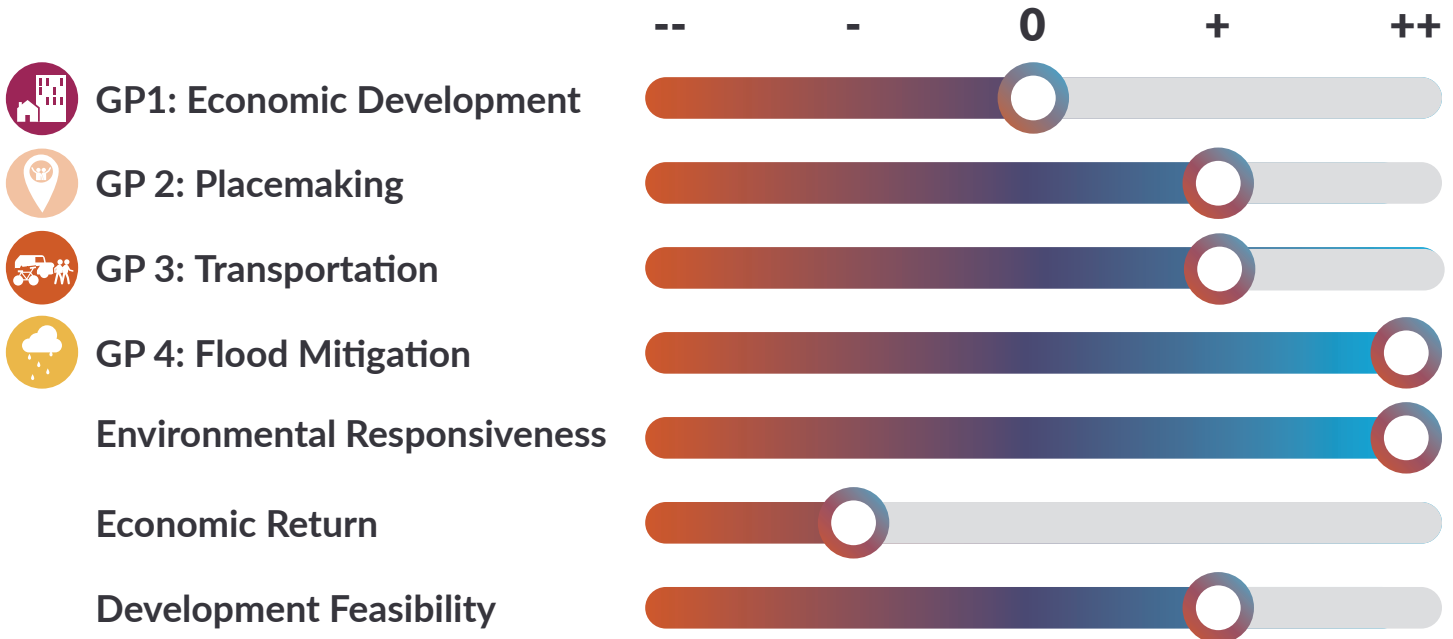 -- - 0 + ++
GP1: Economic Development
GP 2: Placemaking
GP 3: Transportation
GP 4: Flood Mitigation
Environmental Responsiveness
Economic Return
Development Feasibility